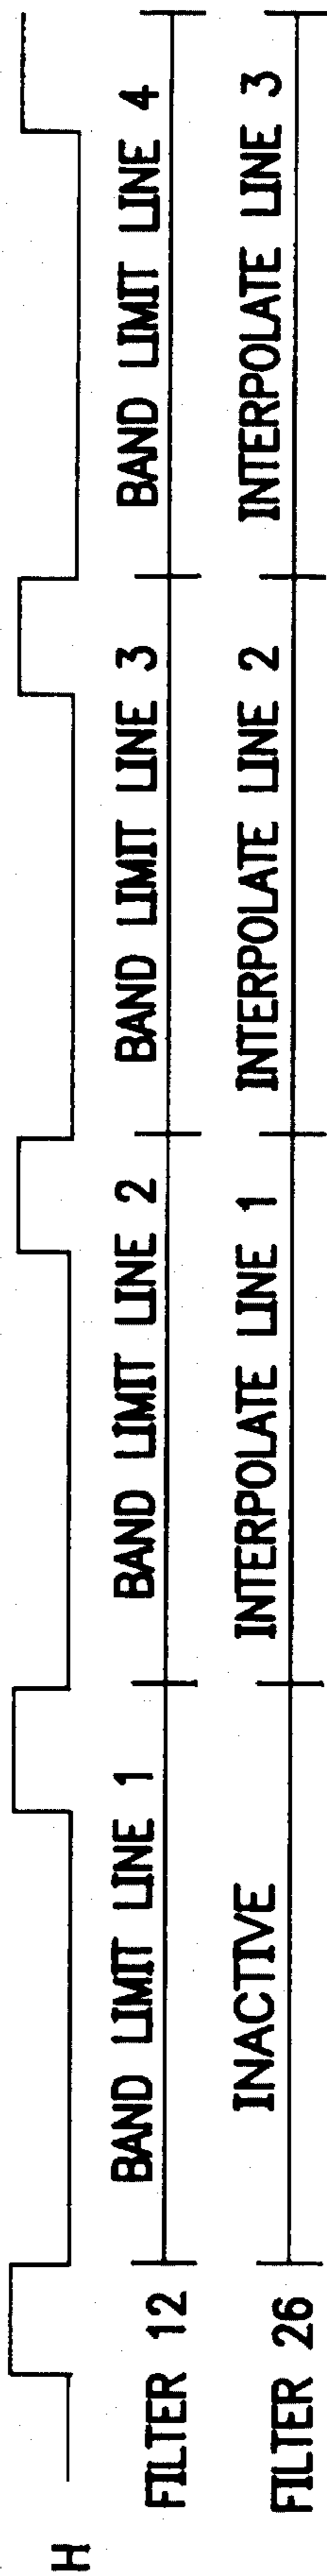 H
FILTER 12 BAND LIMIT LINE 1 BAND LIMIT LINE 2 BAND LIMIT LINE 3 BAND LIMIT LINE 4
FILTER 26 INACTIVE INTERPOLATE LINE 1 INTERPOLATE LINE 2 INTERPOLATE LINE 3